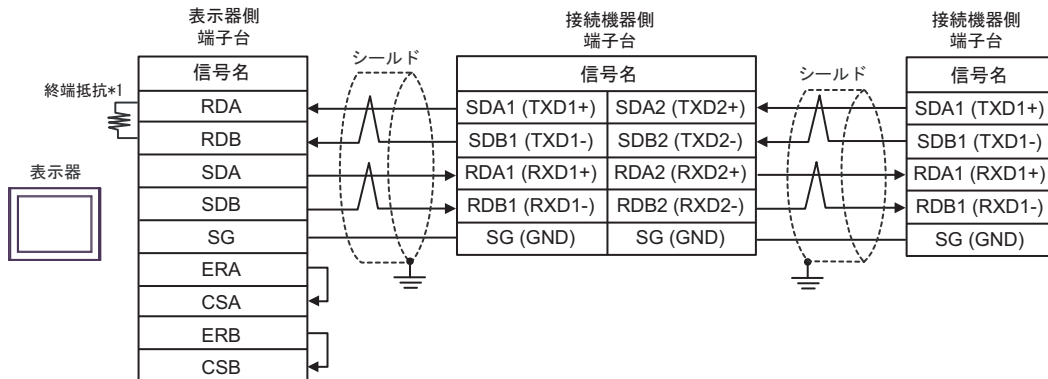 表示器側
端子台
接続機器側
端子台
接続機器側
端子台
シールド
シールド
終端抵抗*1
表示器
信号名
RDA
RDB
SDA
SDB
SG
ERA
CSA
ERB
CSB
信号名
SDA1 (TXD1+) SDA2 (TXD2+)
SDB1 (TXD1-) SDB2 (TXD2-)
RDA1 (RXD1+) RDA2 (RXD2+)
RDB1 (RXD1-) RDB2 (RXD2-)
SG (GND) SG (GND)
信号名
SDA1 (TXD1+)
SDB1 (TXD1-)
RDA1 (RXD1+)
RDB1 (RXD1-)
SG (GND)